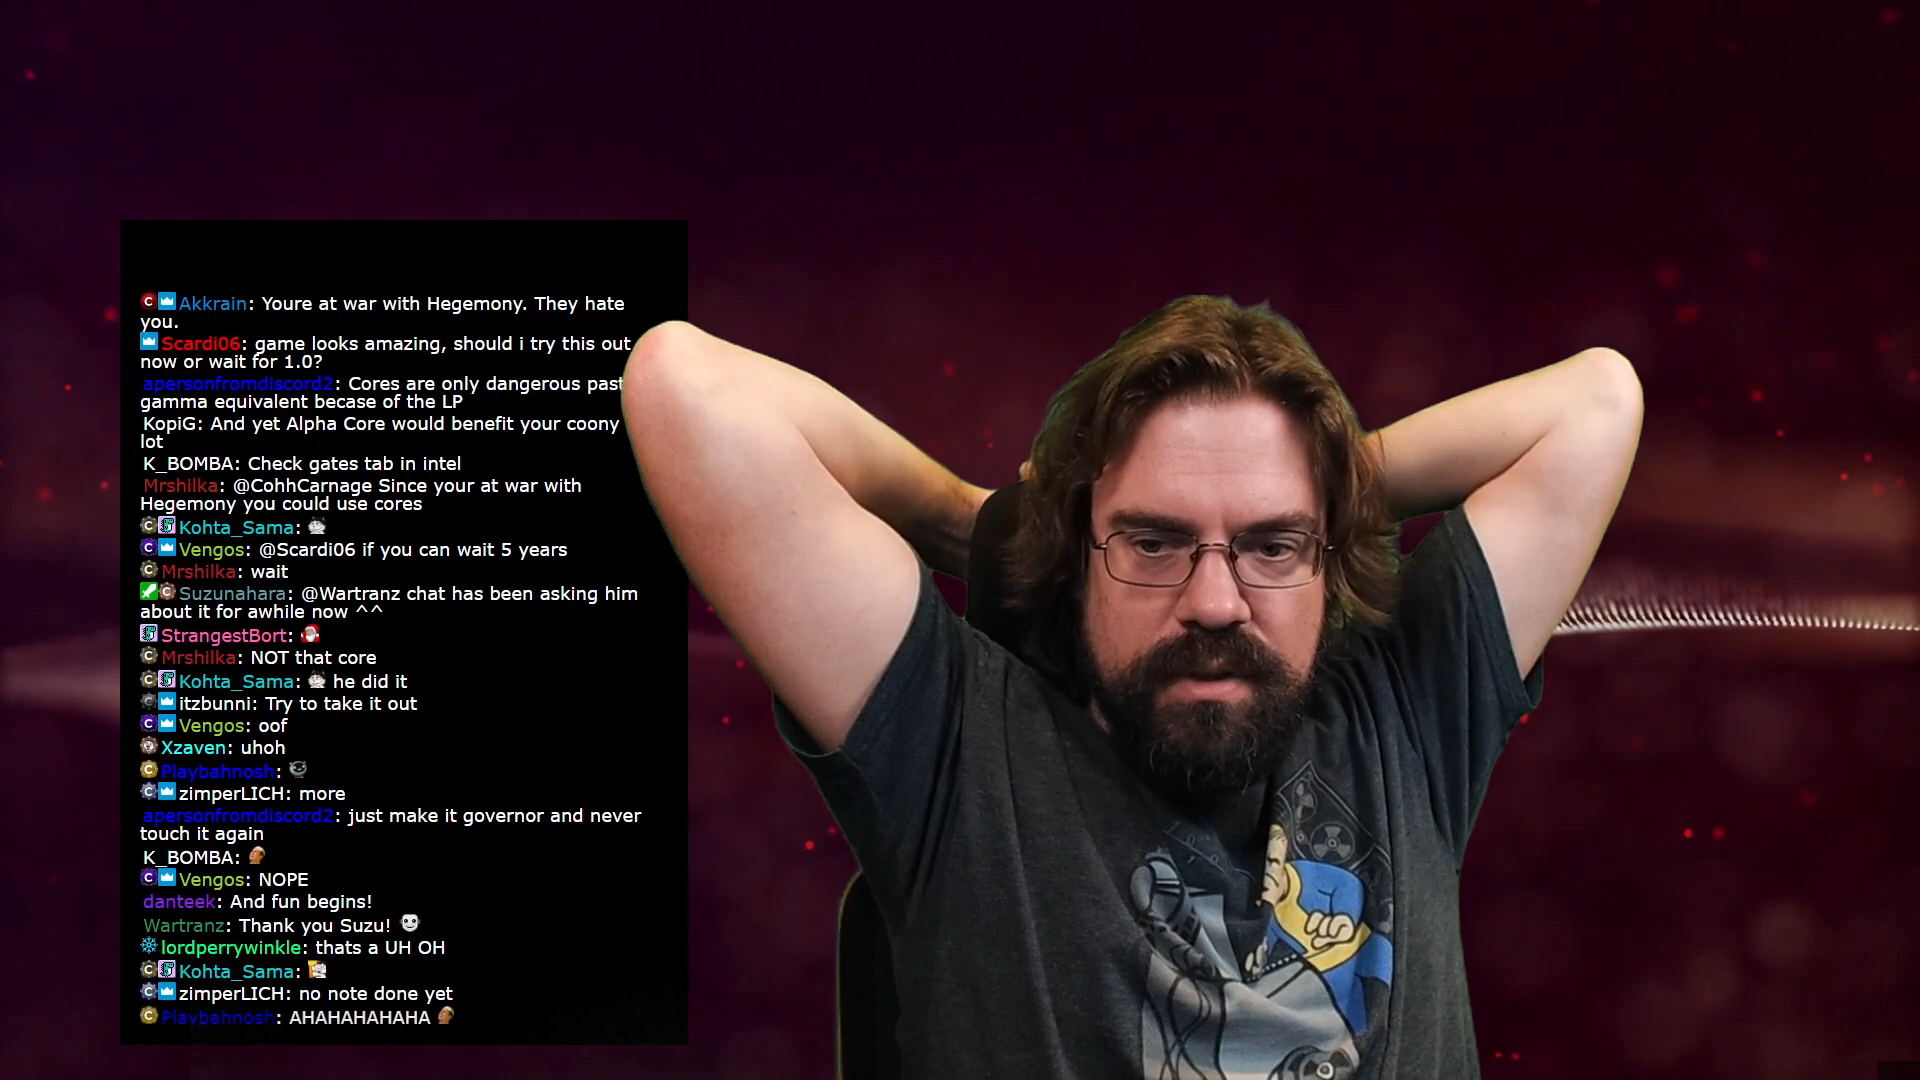 Akkrain: Youre at war with Hegemony. They hate
you.
Scardi06: game looks amazing, should i try this out
now or wait for 1.0?
apersonfromdiscord2: Cores are only dangerous past
gamma equivalent becase of the LP
KopiG: And yet Alpha Core would benefit your coony
lot
K_BOMBA: Check gates tab in intel
Mrshilka: @CohhCarnage Since your at war with
Hegemony you could use cores
Kohta_Sama:
Vengos: @Scardi06 if you can wait 5 years
Mrshilka: wait
Suzunahara: @Wartranz chat has been asking him
about it for awhile now ^^
StrangestBort:
Mrshilka: NOT that core
Kohta_Sama: he did it
itzbunni: Try to take it out
Vengos: oof
Xzaven: uhoh
Playbahnosh:
zimperLICH: more
apersonfromdiscord2: just make it governor and never
touch it again
K_BOMBA:
Vengos: NOPE
danteek: And fun begins!
Wartranz: Thank you Suzu!
lordperrywinkle: thats a UH OH
Kohta_Sama:
zimperLICH: no note done yet
Playbahnosh: AHAHAHAHAHA